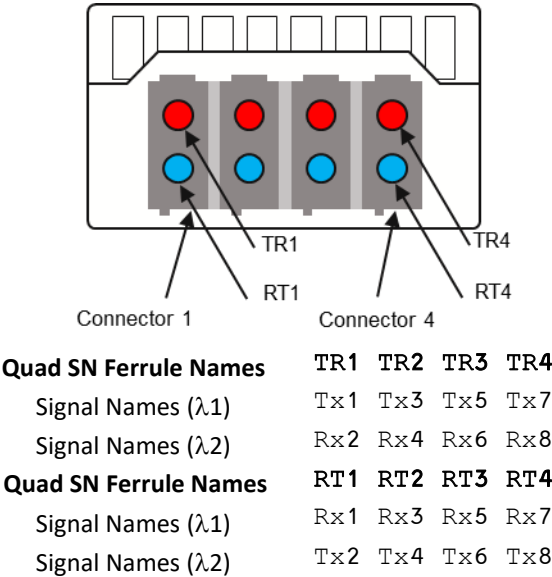 TR1
TR4
RT1
RT4
Connector 1
Connector 4
Quad SN Ferrule Names TR1 TR2 TR3 TR4
Signal Names (λ1) Tx1 Tx3 Tx5 Tx7
Signal Names (λ2) Rx2 Rx4 Rx6 Rx8
Quad SN Ferrule Names RT1 RT2 RT3 RT4
Signal Names (λ1) Rx1 Rx3 Rx5 Rx7
Signal Names (λ2) Tx2 Tx4 Tx6 Tx8